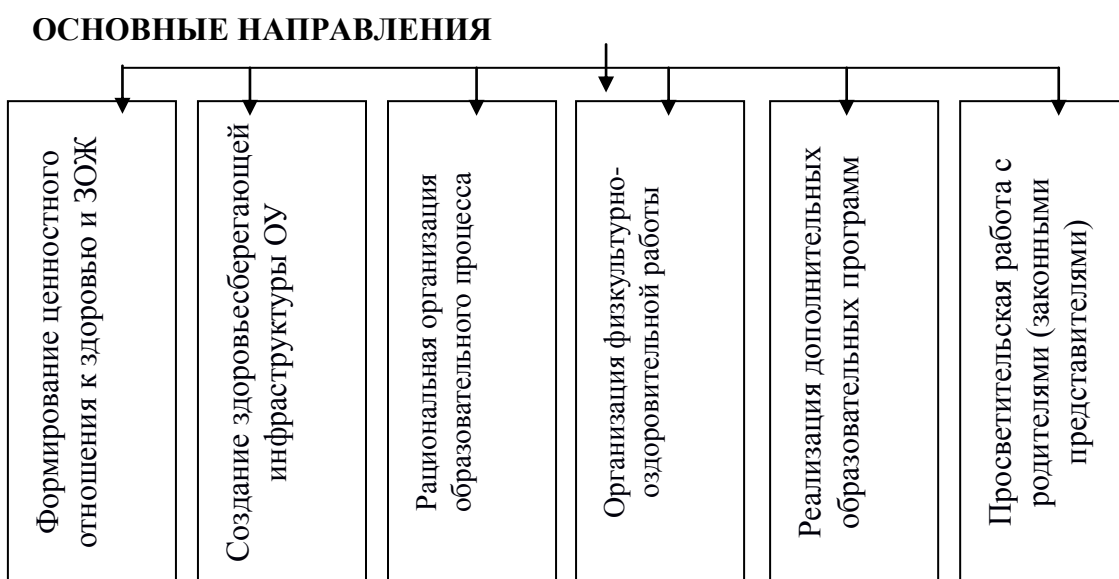 ОСНОВНЫЕ НАПРАВЛЕНИЯ
Формирование ценностного
отношения к здоровью и ЗОЖ
Создание здоровьесберегающей
инфраструктуры ОУ
Рациональная организация
образовательного процесса
Организация физкультурно-
оздоровительной работы
Реализация дополнительных
образовательных программ
Просветительская работа с
родителями (законными
представителями)